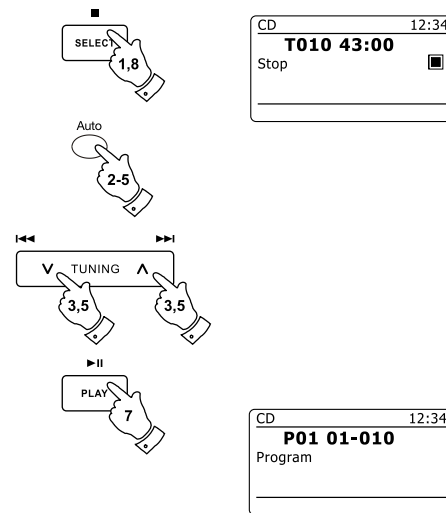 SELECT
1,8
CD 12:34
T010 43:00
Stop
Auto
2-5
TUNING
3,5 3,5
PLAY
7
CD 12:34
P01 01-010
Program